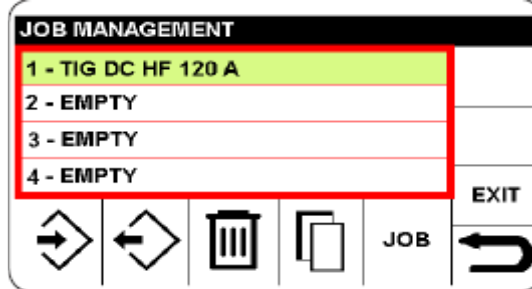 JOB MANAGEMENT
1 - TIG DC HF 120 A
2 - EMPTY
3 - EMPTY
4 - EMPTY
EXIT
JOB